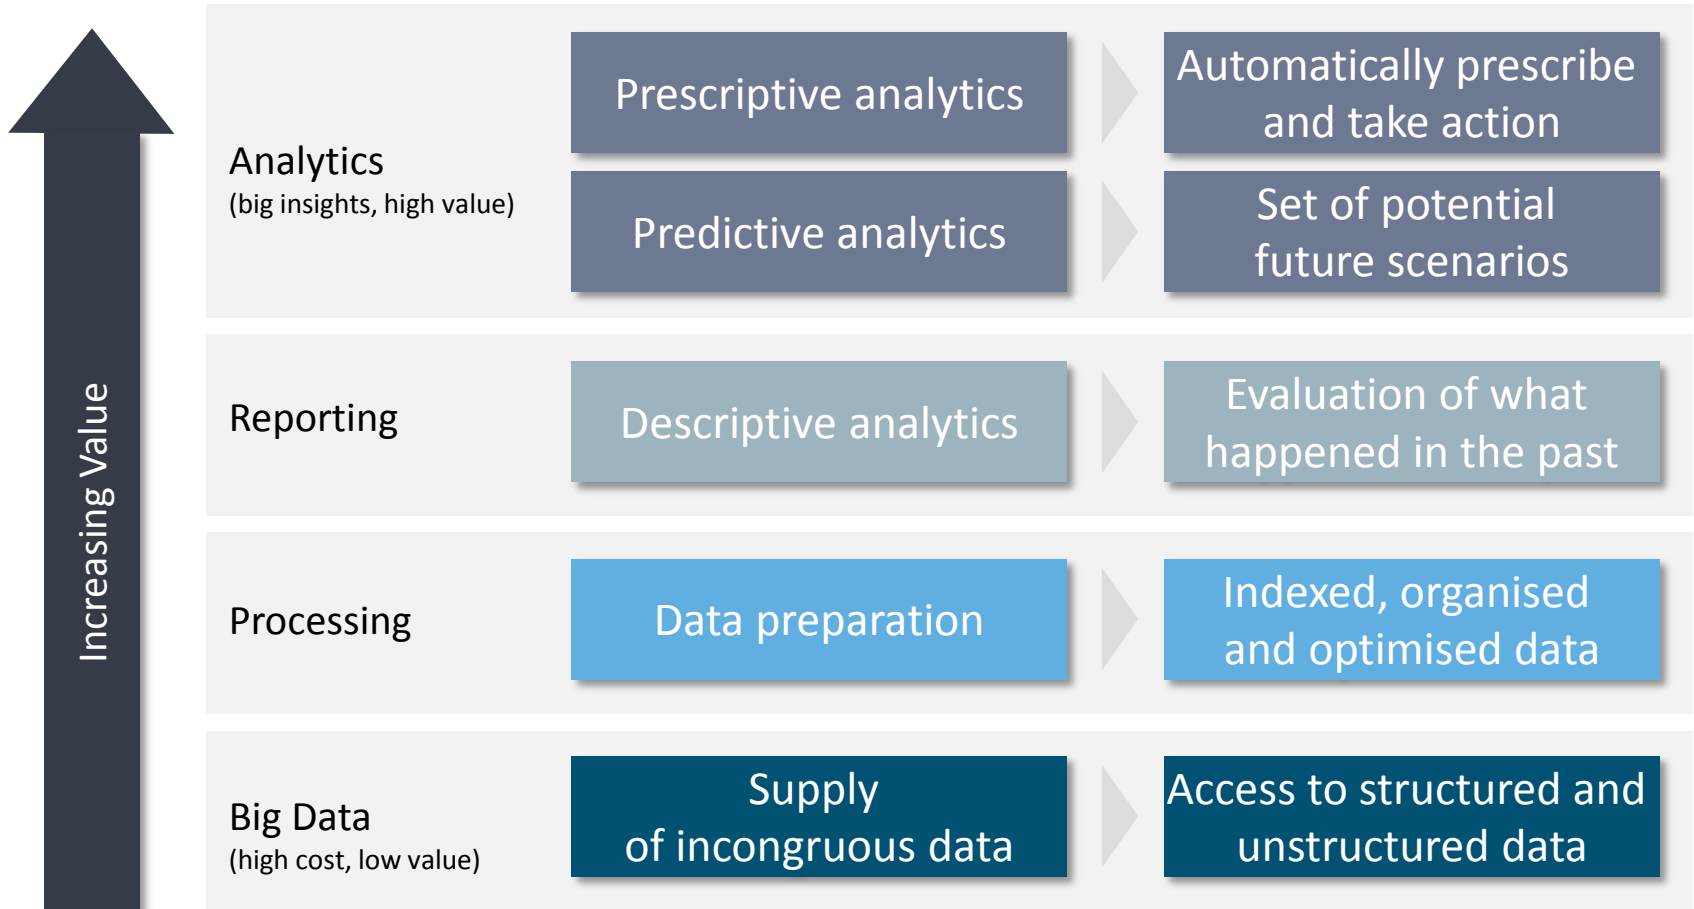 Increasing Value
Analytics
(big insights, high value)
Prescriptive analytics
Automatically prescribe
and take action
Predictive analytics
Set of potential
future scenarios
Reporting
Descriptive analytics
Evaluation of what
happened in the past
Processing
Data preparation
Indexed, organised
and optimised data
Big Data
(high cost, low value)
Supply
of incongruous data
Access to structured and
unstructured data